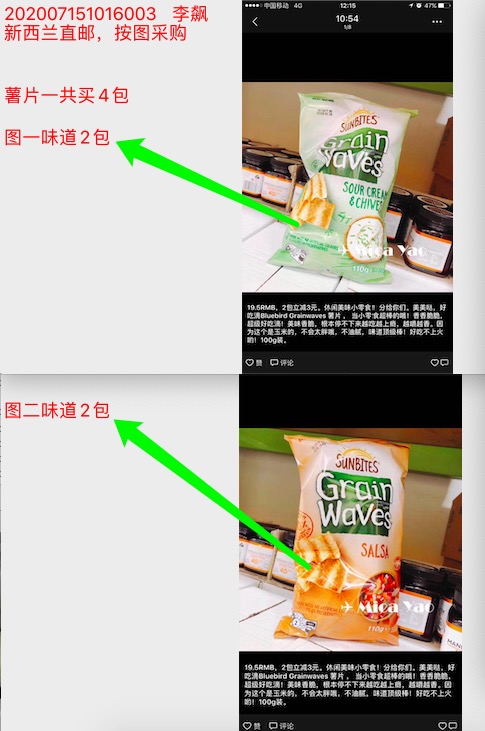 202007151016003 李飙
新西兰直邮，按图采购
薯片一共买4包
图一味道2包
中国移动 4G 12:15
10:54
1/8
SUNBITES
Grain
Waves
SOUR CREAM
& CHIVES
Mica Yao
110g
19.5RMB，2包立减3元。休闲美味小零食！！分给你们。美美哒，好
吃滴Bluebird Grainwaves 薯片 ，当小零食超棒的哦！香香脆脆，
超级好吃滴！美味香脆，根本停不下来越吃越上瘾，越嚼越香。因
为这个是玉米的，不会太胖哦，不油腻，味道顶级棒！好吃不上火
哟！100g装。
赞 评论
图二味道2包
SUNBITES
Grain
Waves
SALSA
Mica Yao
110g
19.5RMB，2包立减3元。休闲美味小零食！分给你们。美美哒，好
吃滴Bluebird Grainwaves 薯片 ，当小零食超棒的哦！香香脆脆，
超级好吃滴！美味香脆，根本停不下来越吃越上瘾，越嚼越香。因
为这个是玉米的，不会太胖哦，不油腻，味道顶级棒！好吃不上火
哟！100g装。
赞 评论